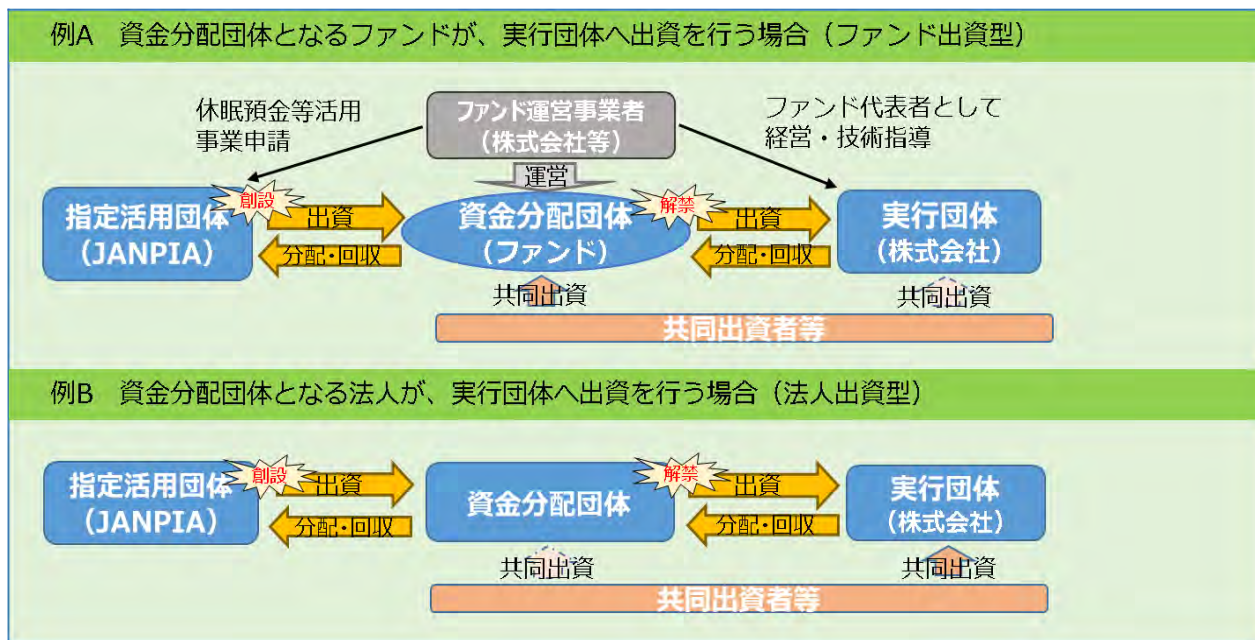 例A　資金分配団体となるファンドが、実行団体へ出資を行う場合（ファンド出資型）
休眠預金等活用
事業申請
ファンド運営事業者
（株式会社等）
ファンド代表者として
経営・技術指導
運営
指定活用団体
（JANPIA）
創設
出資
分配・回収
資金分配団体
（ファンド）
解禁
出資
分配・回収
実行団体
（株式会社）
共同出資
共同出資
共同出資者等
例B　資金分配団体となる法人が、実行団体へ出資を行う場合（法人出資型）
指定活用団体
（JANPIA）
創設
出資
分配・回収
資金分配団体
解禁
出資
分配・回収
実行団体
（株式会社）
共同出資
共同出資
共同出資者等